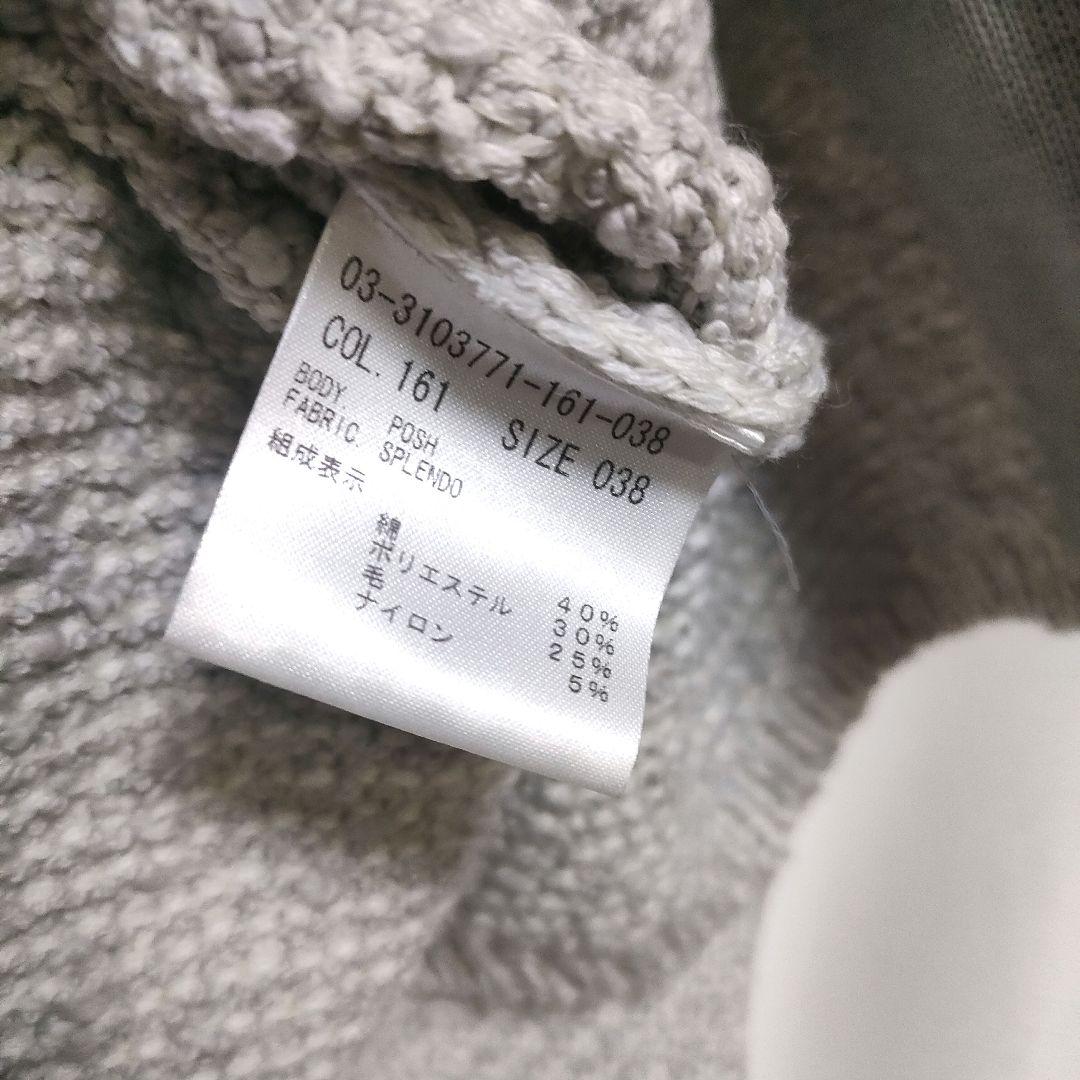 03-3103771-161-038
COL. 161 SIZE 038
BODY POSH
FABRIC SPLENDO
組成表示
綿 40%
ポリエステル 30%
毛 25%
ナイロン 5%